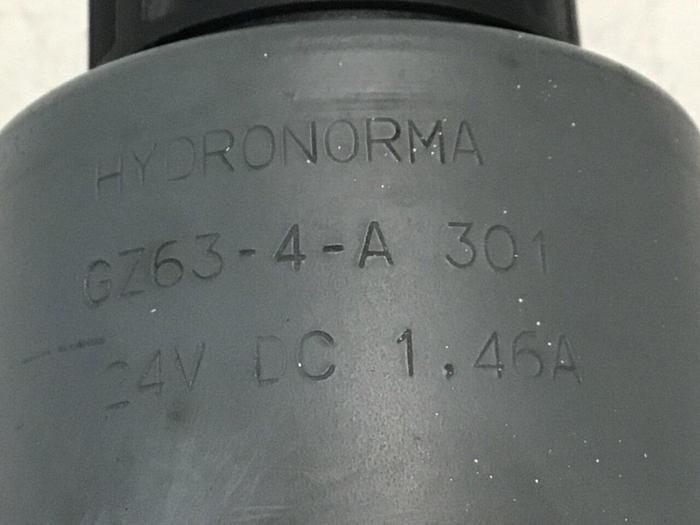 HYDRONORMA
GZ63-4-A 301
24V DC 1.46A